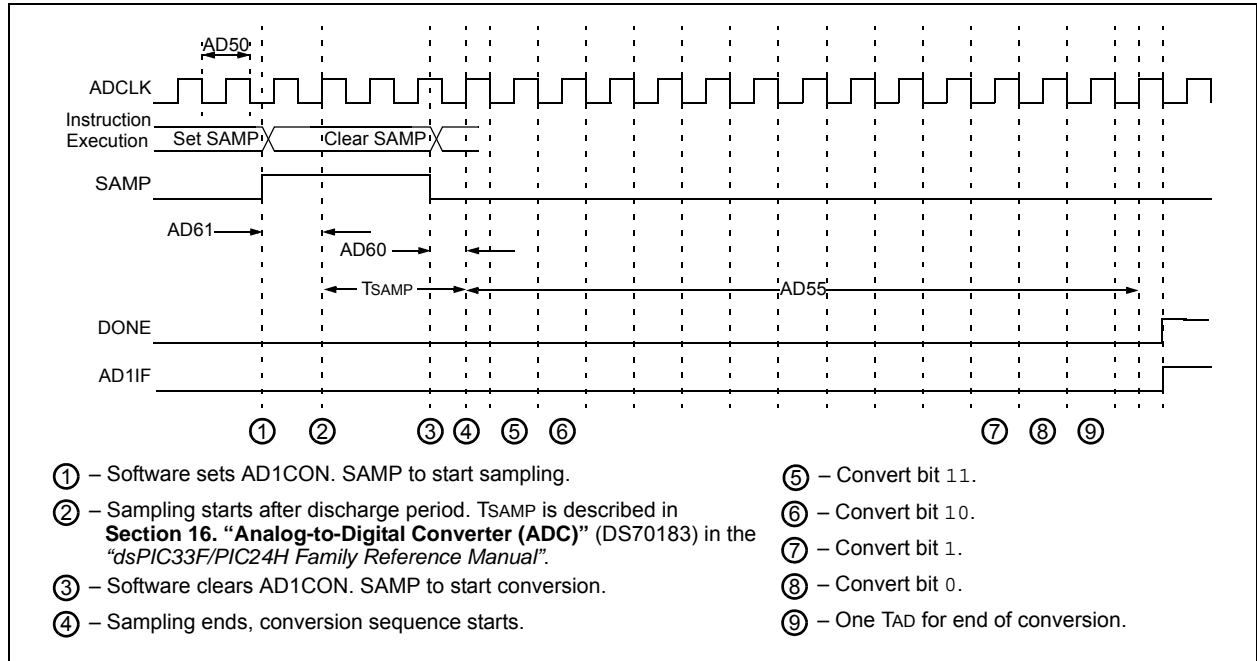 AD50
ADCLK
Instruction
Execution
Set SAMP
Clear SAMP
SAMP
AD61
AD60
TSAMP
AD55
DONE
AD1IF
① ② ③ ④ ⑤ ⑥ ⑦ ⑧ ⑨
① – Software sets AD1CON. SAMP to start sampling.
② – Sampling starts after discharge period. TSAMP is described in
Section 16. “Analog-to-Digital Converter (ADC)” (DS70183) in the
“dsPIC33F/PIC24H Family Reference Manual”.
③ – Software clears AD1CON. SAMP to start conversion.
④ – Sampling ends, conversion sequence starts.
⑤ – Convert bit 11.
⑥ – Convert bit 10.
⑦ – Convert bit 1.
⑧ – Convert bit 0.
⑨ – One TAD for end of conversion.